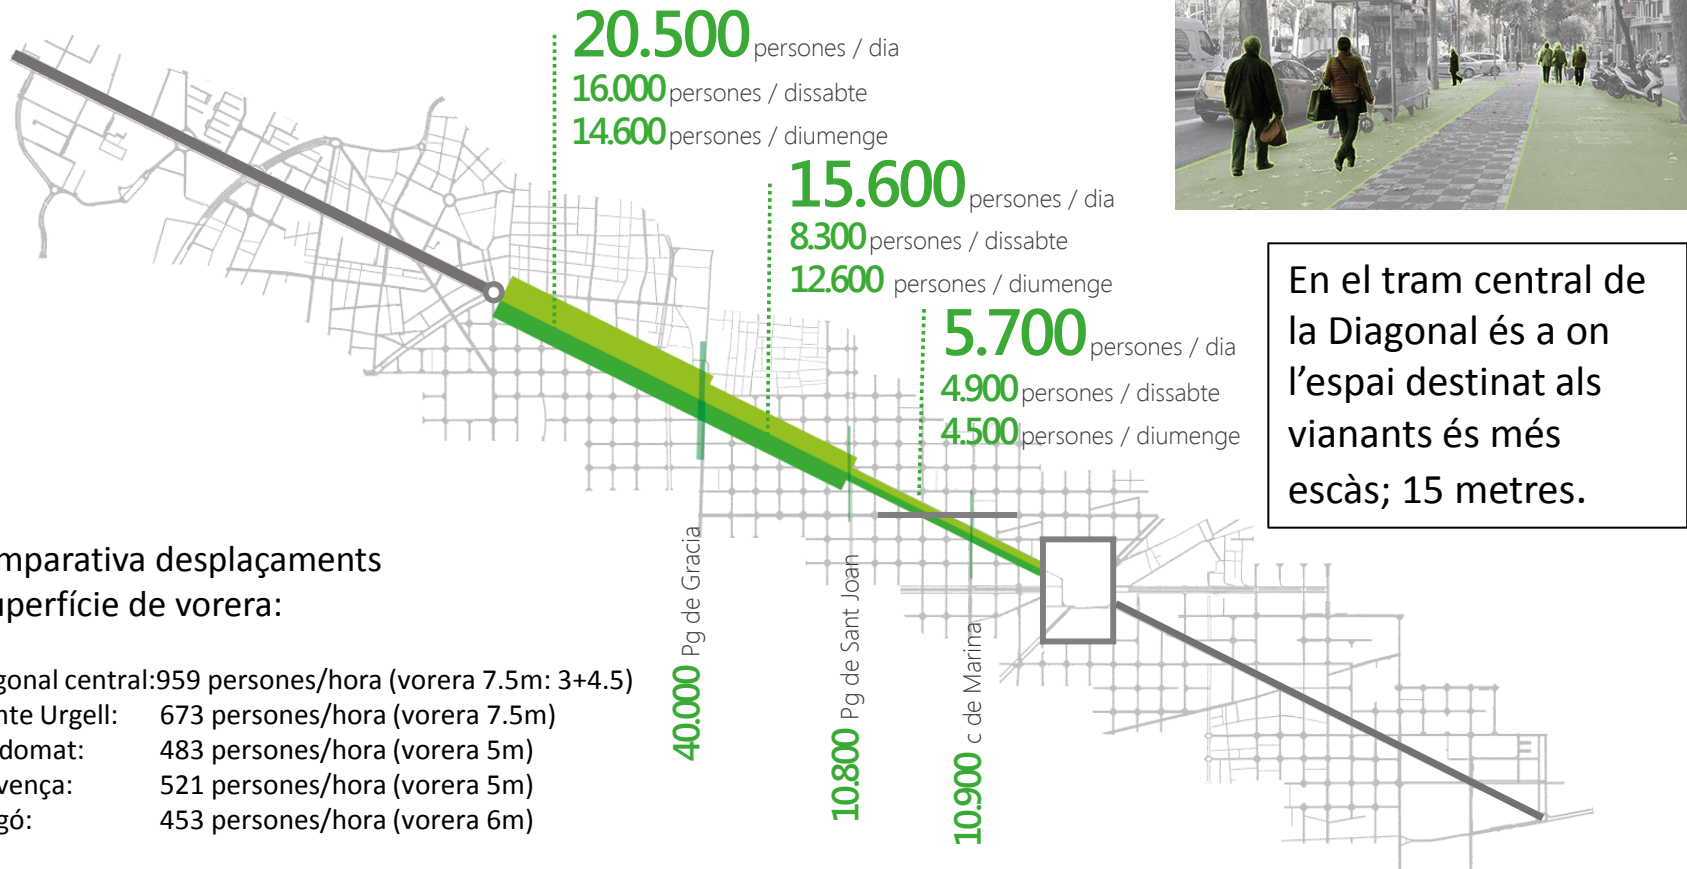 20.500 persones / dia
16.000 persones / dissabte
14.600 persones / diumenge
15.600 persones / dia
8.300 persones / dissabte
12.600 persones / diumenge
5.700 persones / dia
4.900 persones / dissabte
4.500 persones / diumenge
En el tram central de
la Diagonal és a on
l’espai destinat als
vianants és més
escàs; 15 metres.
40.000 Pg de Gracia
10.800 Pg de Sant Joan
10.900 c de Marina
mparativa desplaçaments
uperfície de vorera:
gonal central:959 persones/hora (vorera 7.5m: 3+4.5)
nte Urgell: 673 persones/hora (vorera 7.5m)
domat: 483 persones/hora (vorera 5m)
vença: 521 persones/hora (vorera 5m)
gó: 453 persones/hora (vorera 6m)